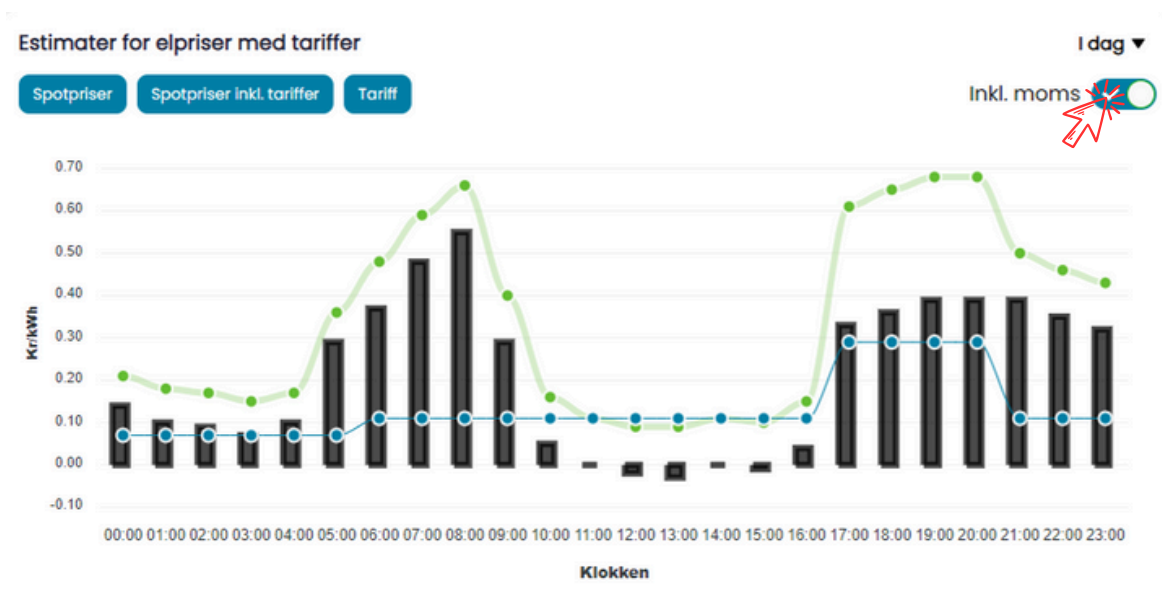 Estimater for elpriser med tariffer
I dag ▼
Spotpriser Spotpriser inkl. tariffer Tariff
Inkl. moms
0.70
0.60
0.50
0.40
0.30
0.20
0.10
0.00
-0.10
Kr/kWh
00:00 01:00 02:00 03:00 04:00 05:00 06:00 07:00 08:00 09:00 10:00 11:00 12:00 13:00 14:00 15:00 16:00 17:00 18:00 19:00 20:00 21:00 22:00 23:00
Klokken